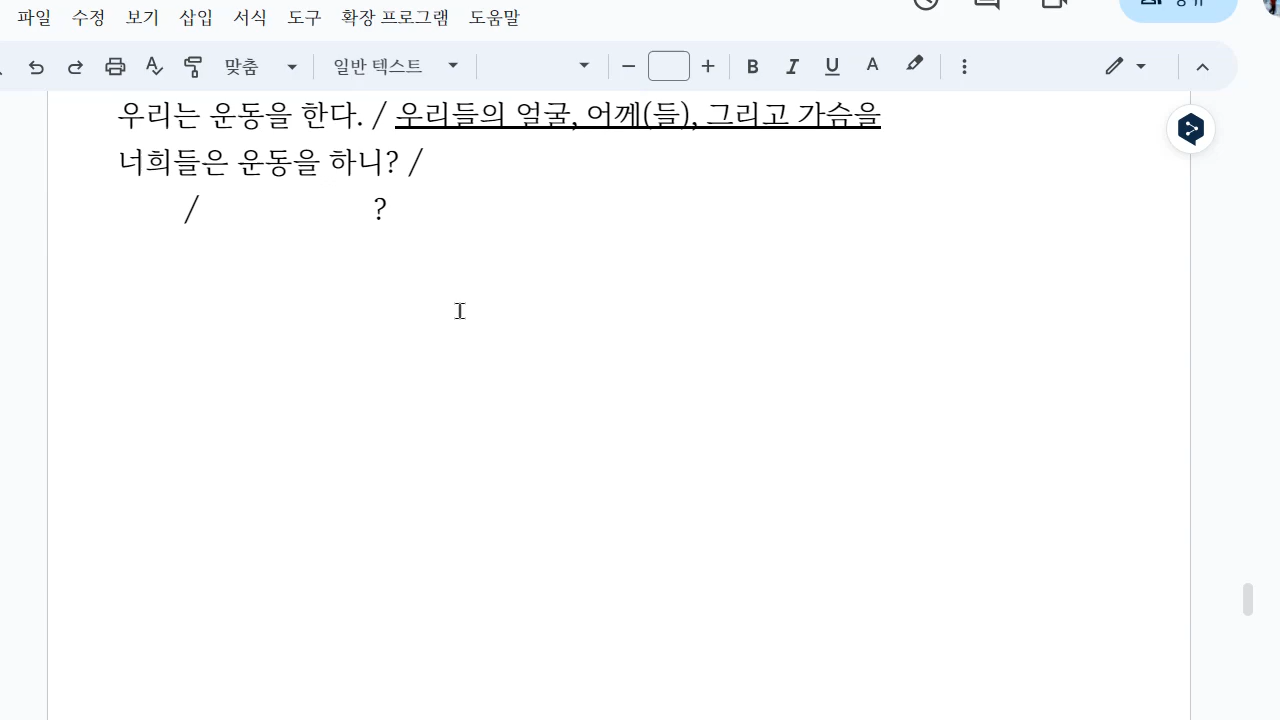 파일 수정 보기 삽입 서식 도구 확장 프로그램 도움말
맞춤 일반 텍스트 B I U A
우리는 운동을 한다. / 우리들의 얼굴, 어께(들), 그리고 가슴을
너희들은 운동을 하니? /
/ ?